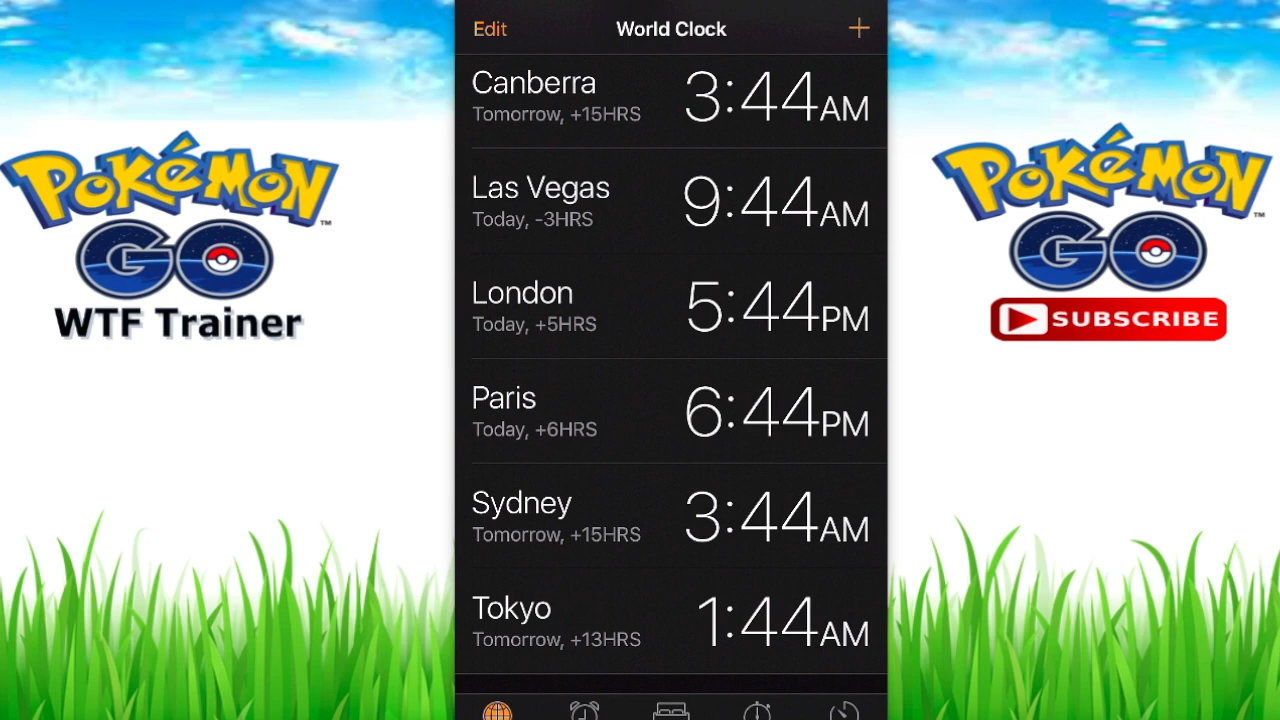 Edit
World Clock
+
Canberra
3:44AM
Tomorrow, +15HRS
Las Vegas
9:44AM
Today, -3HRS
London
5:44PM
Today, +5HRS
Paris
6:44PM
Today, +6HRS
Sydney
3:44AM
Tomorrow, +15HRS
Tokyo
1:44AM
Tomorrow, +13HRS
POKéMON
TM
GO
WTF Trainer
POKéMON
TM
GO
SUBSCRIBE